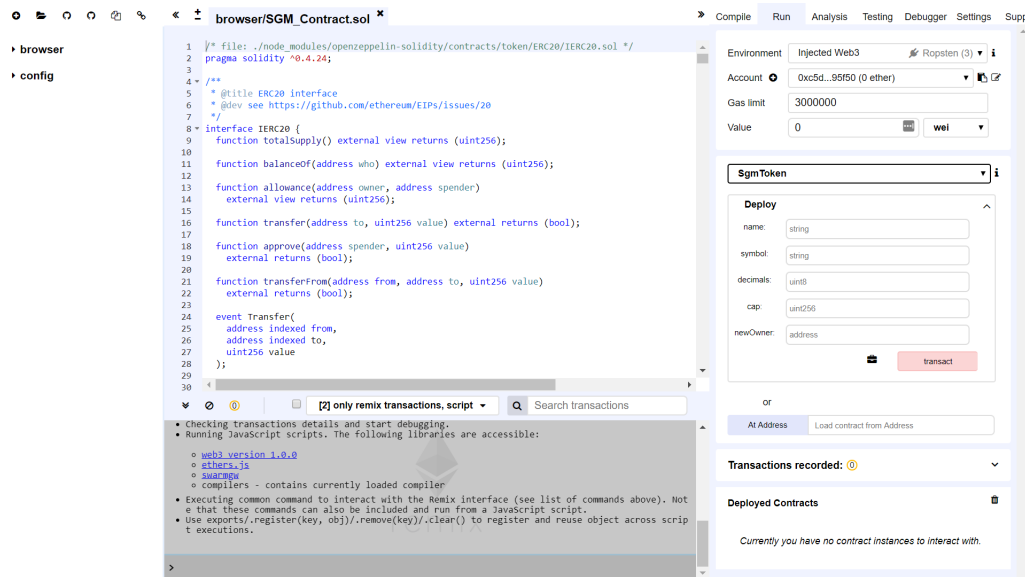 browser/SGM_Contract.sol
Compile Run Analysis Testing Debugger Settings Supp
browser
config
1 /* file: ./node_modules/openzeppelin-solidity/contracts/token/ERC20/IERC20.sol */
2 pragma solidity ^0.4.24;
3
4 /**
5 * @title ERC20 interface
6 * @dev see https://github.com/ethereum/EIPs/issues/20
7 */
8 interface IERC20 {
9 function totalSupply() external view returns (uint256);
10
11 function balanceOf(address who) external view returns (uint256);
12
13 function allowance(address owner, address spender)
14 external view returns (uint256);
15
16 function transfer(address to, uint256 value) external returns (bool);
17
18 function approve(address spender, uint256 value)
19 external returns (bool);
20
21 function transferFrom(address from, address to, uint256 value)
22 external returns (bool);
23
24 event Transfer(
25 address indexed from,
26 address indexed to,
27 uint256 value
28 );
29
30
0
[2] only remix transactions, script
Search transactions
Checking transactions details and start debugging.
Running JavaScript scripts. The following libraries are accessible:
web3 version 1.0.0
ethers.js
swarmgw
compilers - contains currently loaded compiler
Executing common command to interact with the Remix interface (see list of commands above). Not
e that these commands can also be included and run from a JavaScript script.
Use exports/.register(key, obj)/.remove(key)/.clear() to register and reuse object across scrip
t executions.
remix
>
Environment Injected Web3 Ropsten (3)
Account 0xc5d...95f50 (0 ether)
Gas limit 3000000
Value 0 wei
SgmToken
Deploy
name: string
symbol: string
decimals: uint8
cap: uint256
newOwner: address
transact
or
At Address Load contract from Address
Transactions recorded: 0
Deployed Contracts
Currently you have no contract instances to interact with.